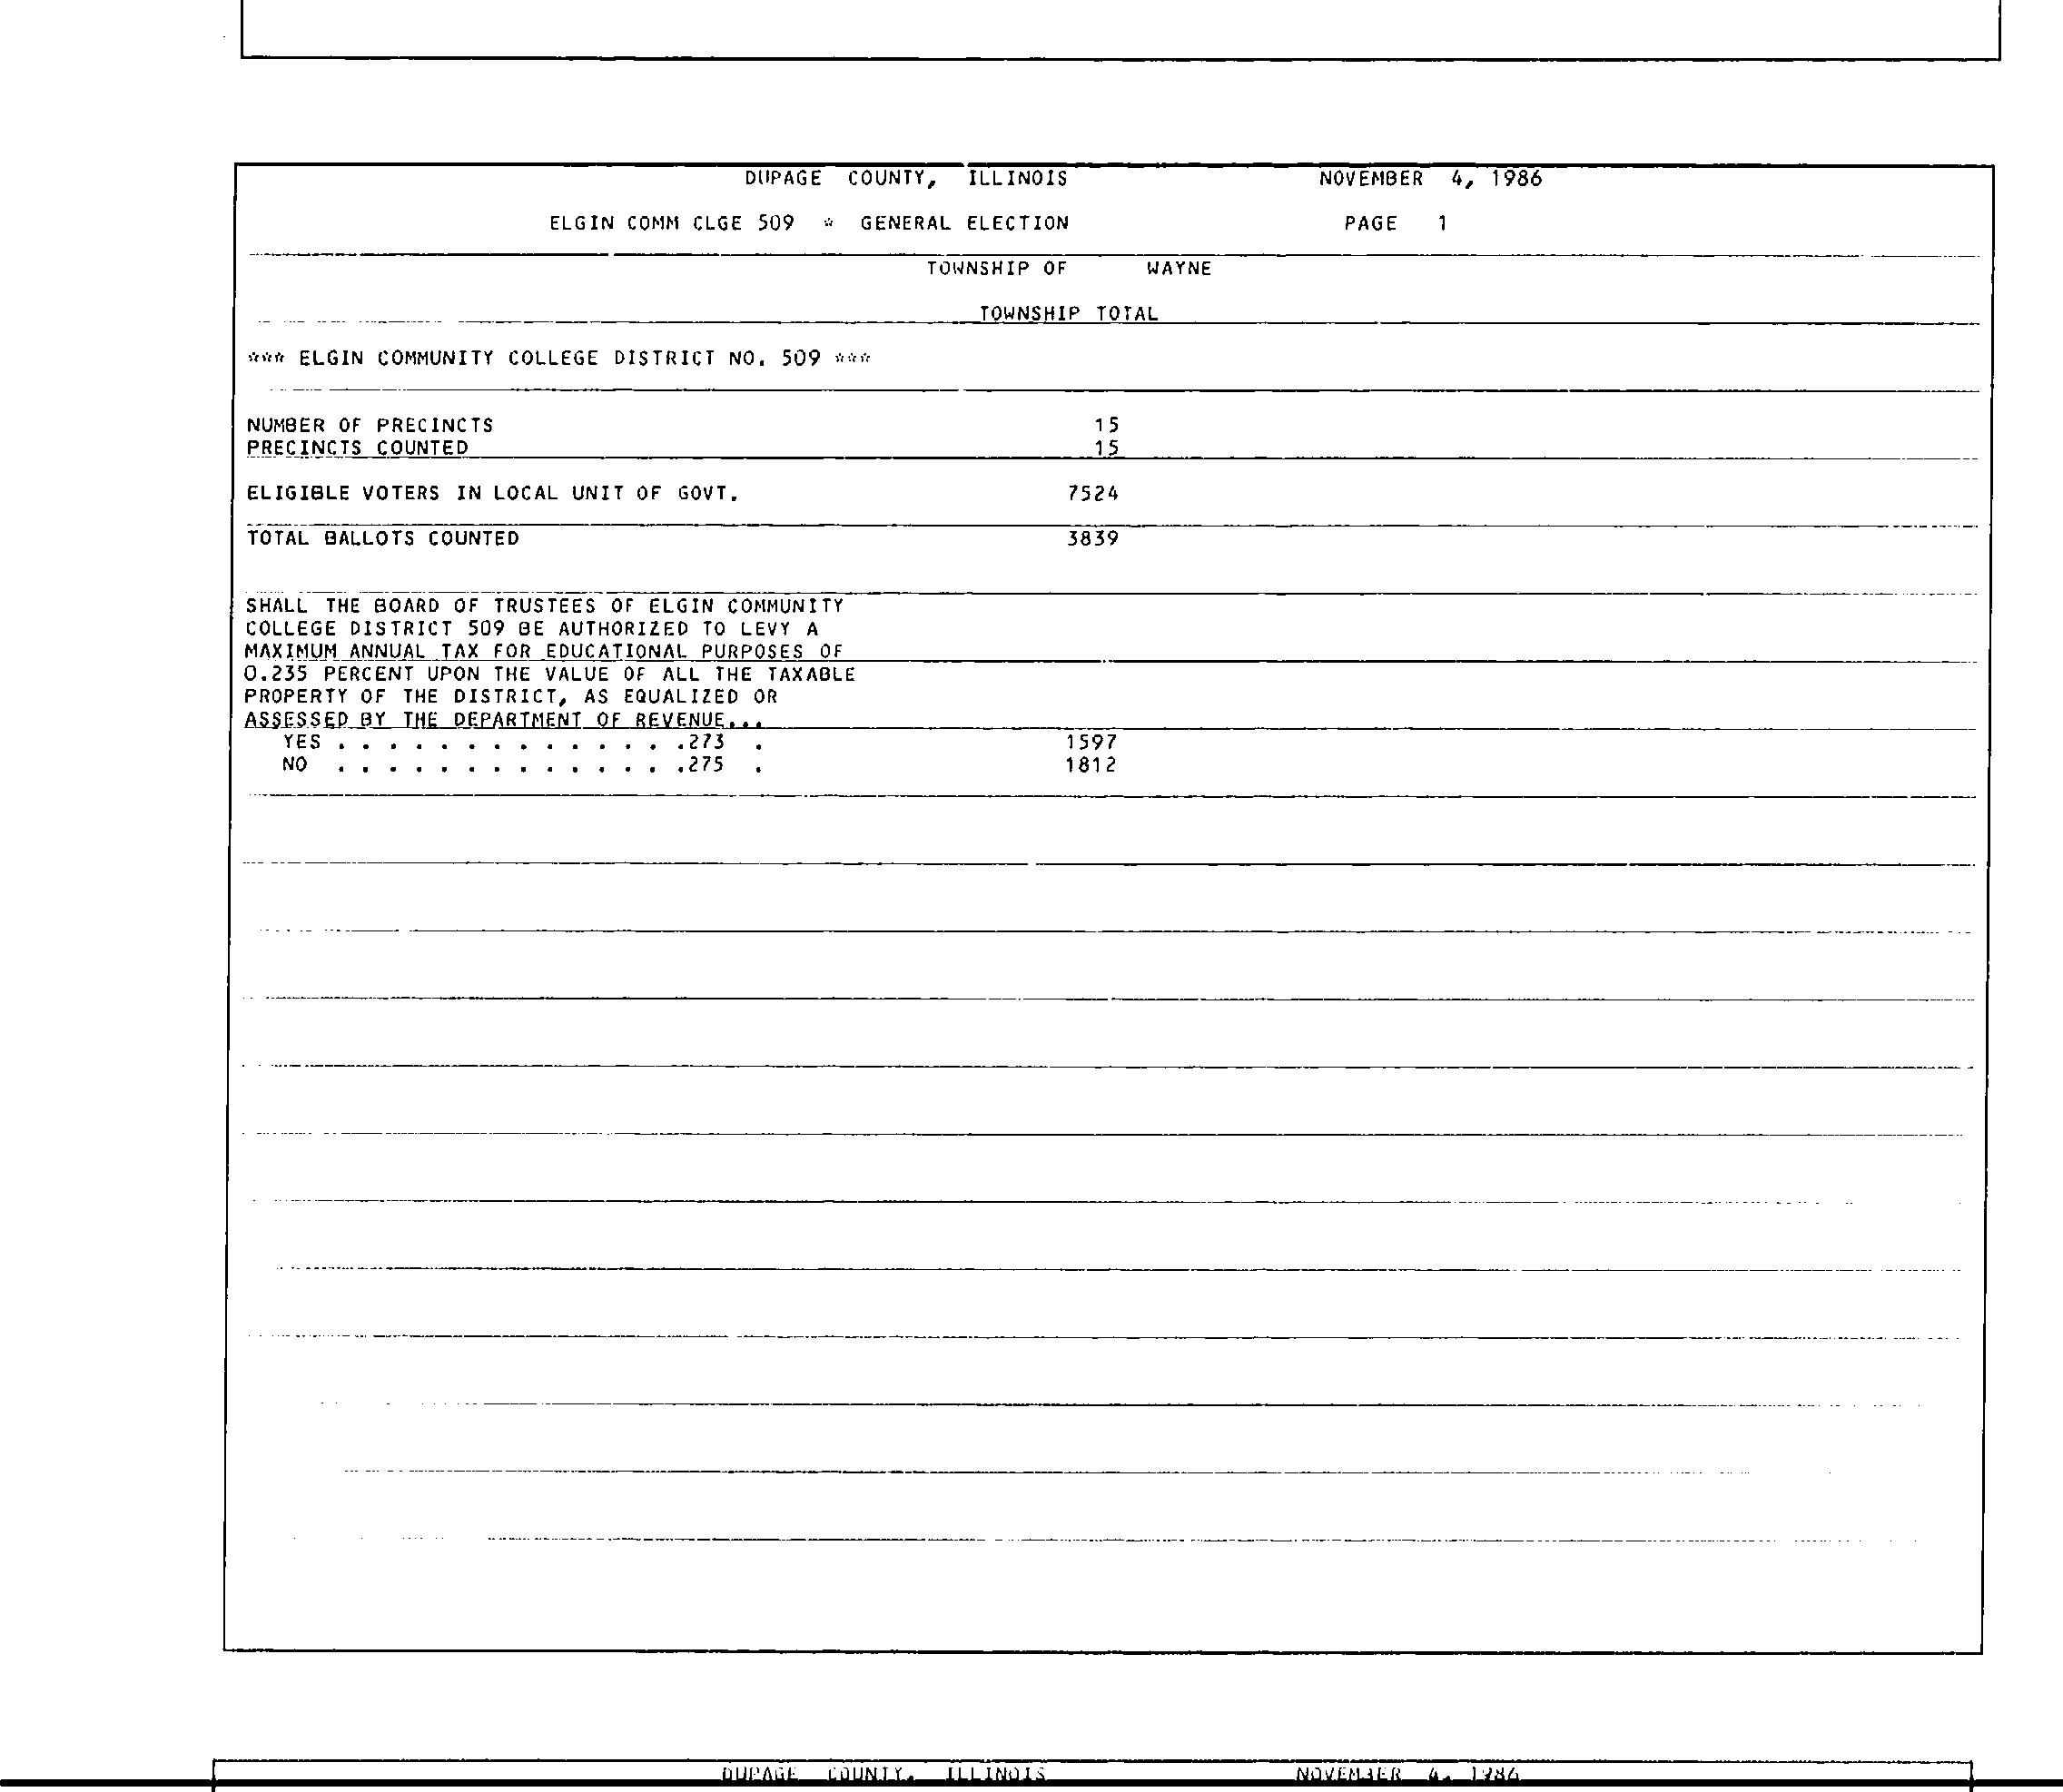 DUPAGE COUNTY, ILLINOIS NOVEMBER 4, 1986
ELGIN COMM CLGE 509 * GENERAL ELECTION PAGE 1
TOWNSHIP OF WAYNE
TOWNSHIP TOTAL
*** ELGIN COMMUNITY COLLEGE DISTRICT NO. 509 ***
NUMBER OF PRECINCTS 15
PRECINCTS COUNTED 15
ELIGIBLE VOTERS IN LOCAL UNIT OF GOVT. 7524
TOTAL BALLOTS COUNTED 3839
SHALL THE BOARD OF TRUSTEES OF ELGIN COMMUNITY
COLLEGE DISTRICT 509 BE AUTHORIZED TO LEVY A
MAXIMUM ANNUAL TAX FOR EDUCATIONAL PURPOSES OF
0.235 PERCENT UPON THE VALUE OF ALL THE TAXABLE
PROPERTY OF THE DISTRICT, AS EQUALIZED OR
ASSESSED BY THE DEPARTMENT OF REVENUE...
YES . . . . . . . . . . . . . .273 . 1597
NO . . . . . . . . . . . . . .275 . 1812
DUPAGE COUNTY, ILLINOIS NOVEMBER 4, 1986